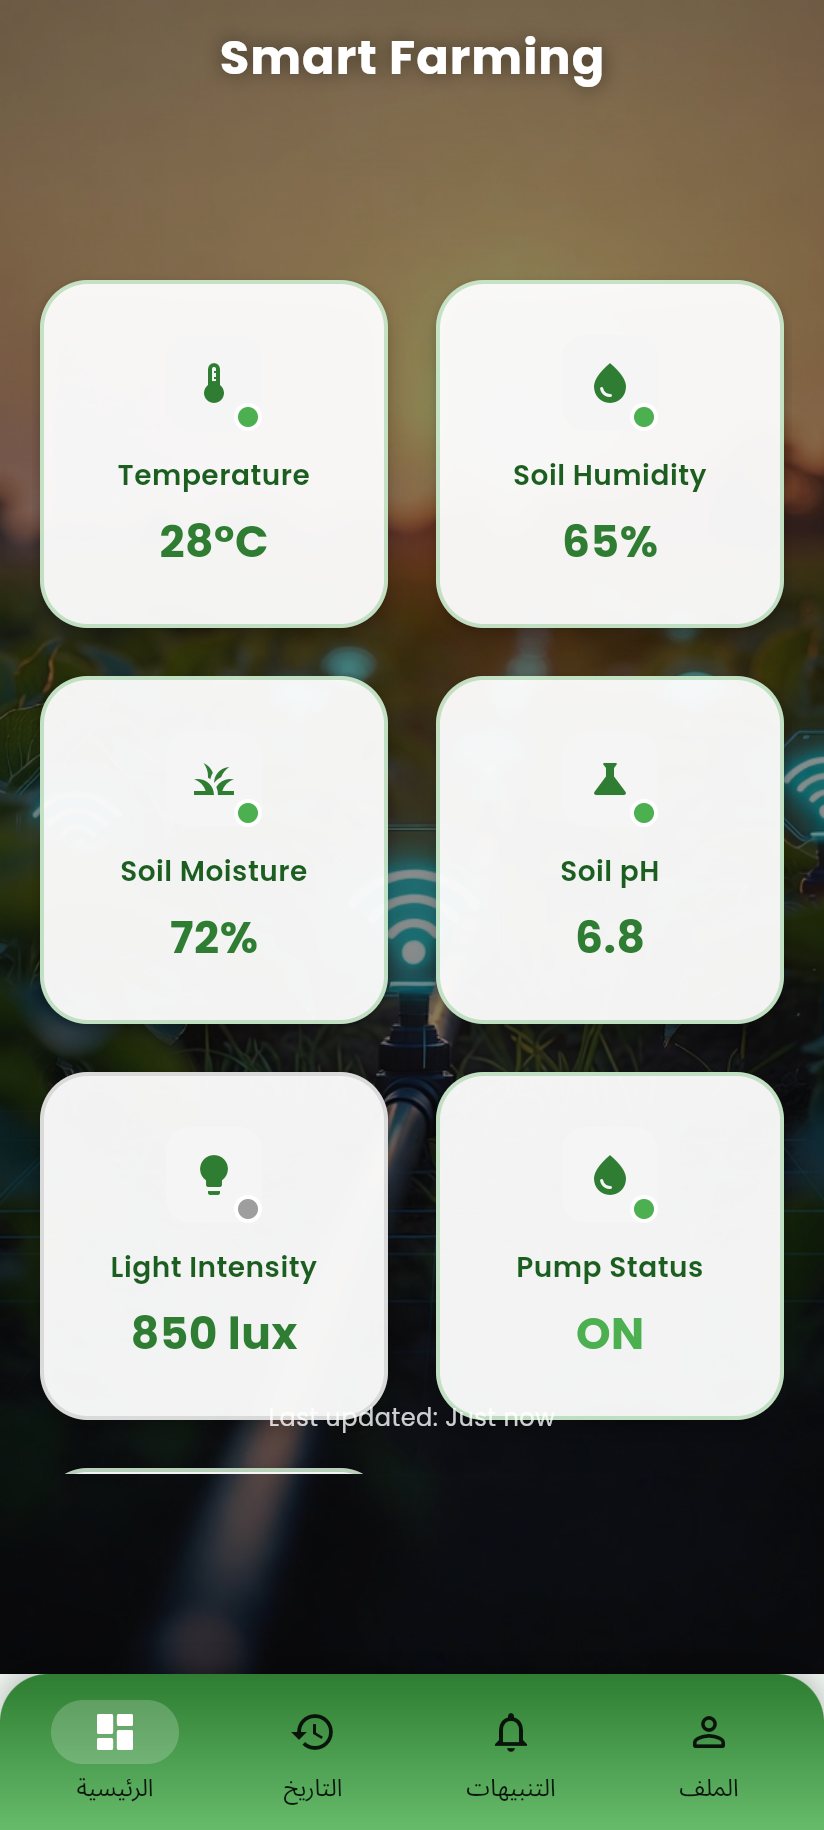 Smart Farming
Temperature
28°C
Soil Humidity
65%
Soil Moisture
72%
Soil pH
6.8
Light Intensity
850 lux
Pump Status
ON
Last updated: Just now
الرئيسية
التاريخ
التنبيهات
الملف